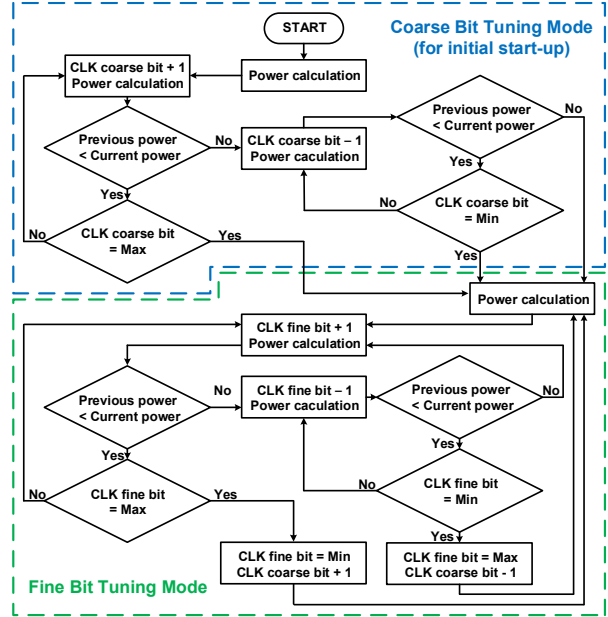 START
Coarse Bit Tuning Mode
(for initial start-up)
Power calculation
CLK coarse bit + 1
Power calculation
Previous power
< Current power
No
Yes
CLK coarse bit – 1
Power caculation
Previous power
< Current power
No
Yes
CLK coarse bit
= Max
No
Yes
CLK coarse bit
= Min
No
Yes
Power calculation
CLK fine bit + 1
Power calculation
Previous power
< Current power
No
Yes
CLK fine bit – 1
Power caculation
Previous power
< Current power
No
Yes
CLK fine bit
= Max
No
Yes
CLK fine bit
= Min
No
Yes
CLK fine bit = Min
CLK coarse bit + 1
CLK fine bit = Max
CLK coarse bit - 1
Fine Bit Tuning Mode